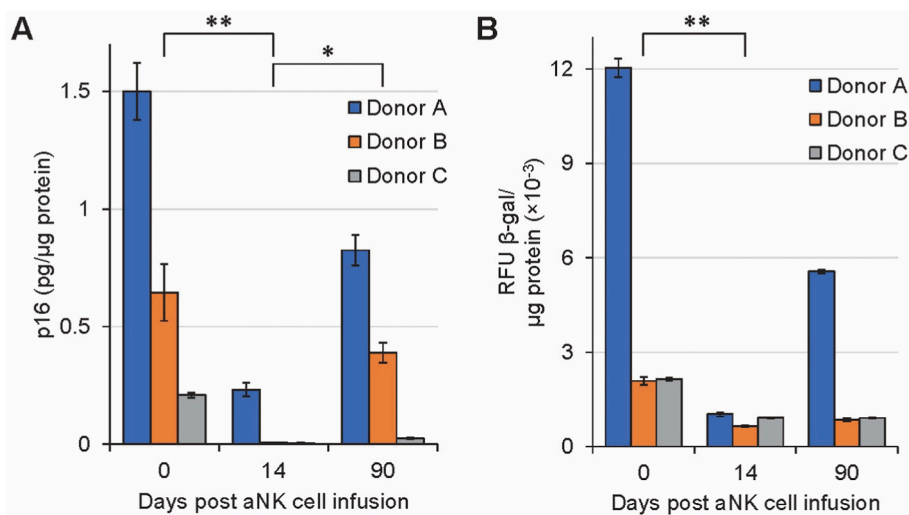 A
**
*
1.5
1
0.5
0
p16 (pg/µg protein)
Donor A
Donor B
Donor C
0 14 90
Days post aNK cell infusion
B
**
12
9
6
3
0
RFU β-gal/
µg protein (×10⁻³)
Donor A
Donor B
Donor C
0 14 90
Days post aNK cell infusion